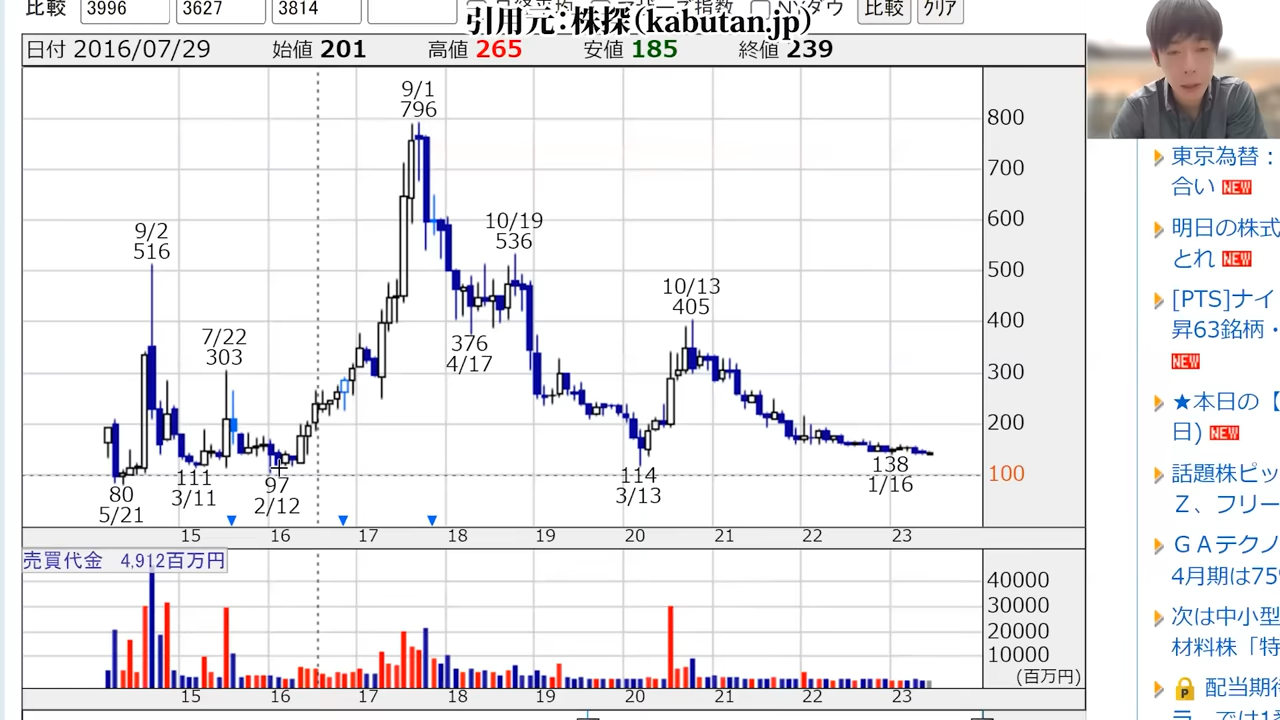 比較 3996 3627 3814 NYダウ 比較 クリア
引用元：株探(kabutan.jp)
日付 2016/07/29 始値 201 高値 265 安値 185 終値 239
9/1
796
800
700
600
500
400
300
200
100
9/2
516
10/19
536
7/22
303
376
4/17
10/13
405
80
5/21
111
3/11
97
2/12
114
3/13
138
1/16
15 16 17 18 19 20 21 22 23
売買代金 4,912百万円
40000
30000
20000
10000
(百万円)
15 16 17 18 19 20 21 22 23
東京為替：
合い NEW
明日の株式
とれ NEW
[PTS]ナイ
昇63銘柄・
NEW
★本日の【
日) NEW
話題株ピッ
Ｚ、フリー
ＧＡテクノ
4月期は75%
次は中小型
材料株「特
P 配当期待